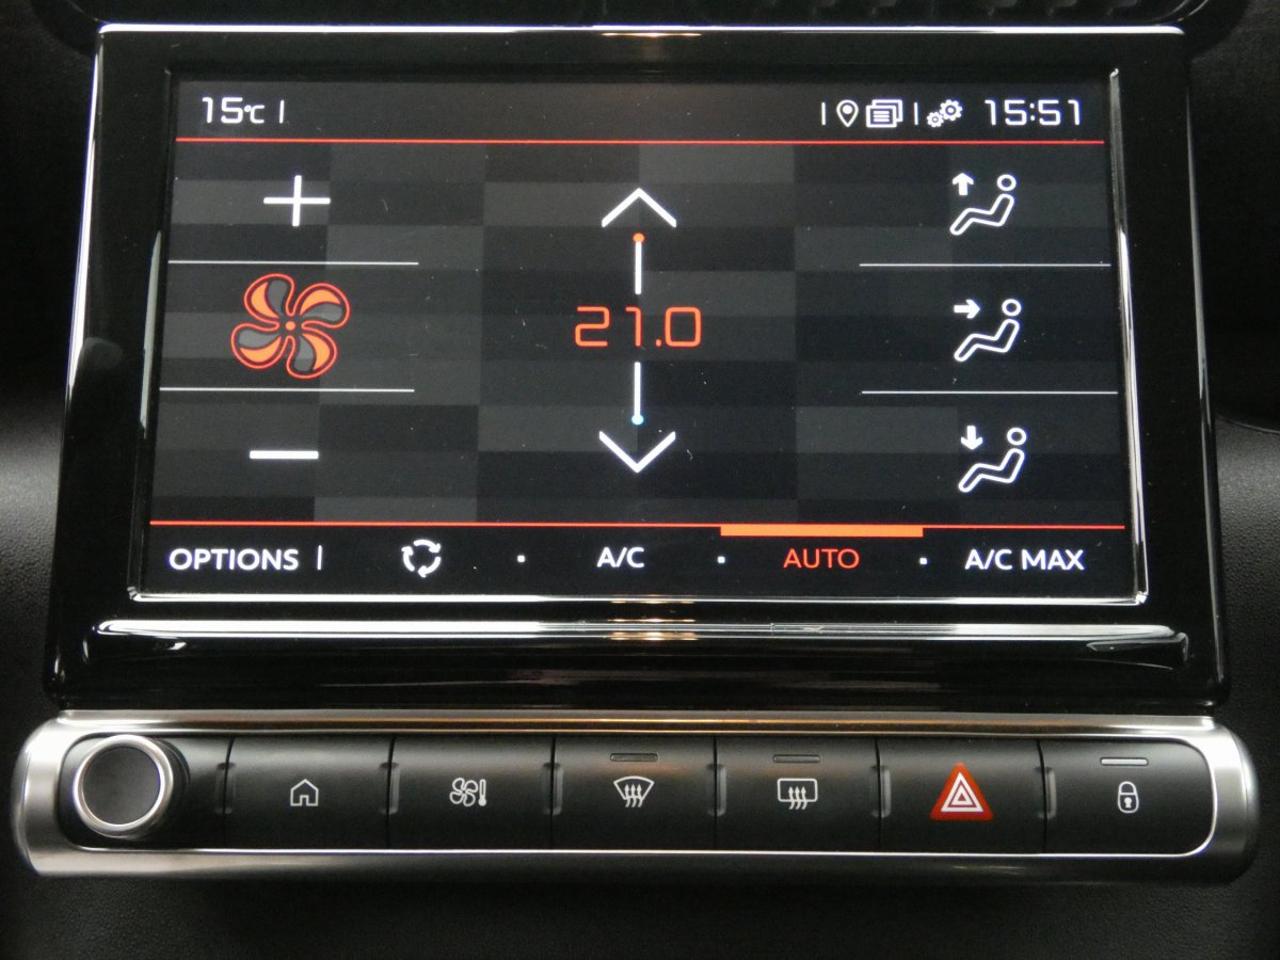 15°C
15:51
21.0
OPTIONS A/C AUTO A/C MAX